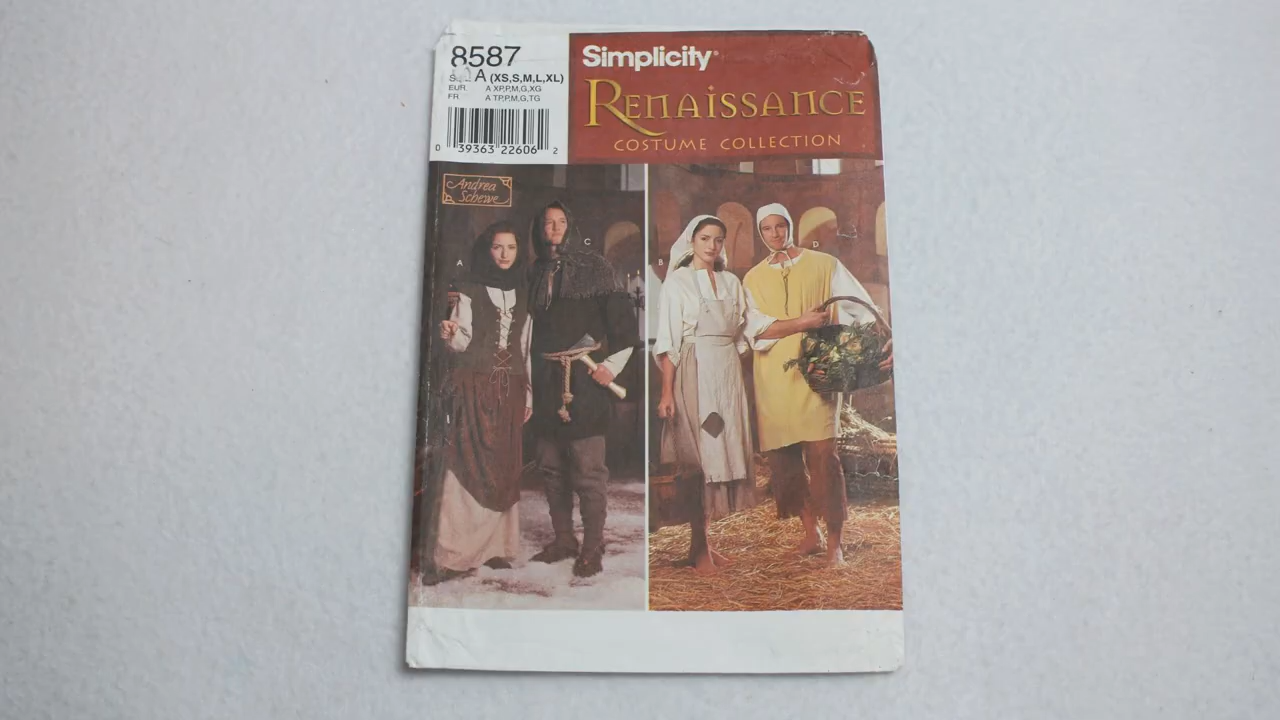 8587
A (XS,S,M,L,XL)
EUR A XP,P,M,G,XG
FR A TP,P,M,G,TG
0 39363 22606 2
Simplicity®
RENAISSANCE
COSTUME COLLECTION
Andrea
Schewe
A
C
B
D